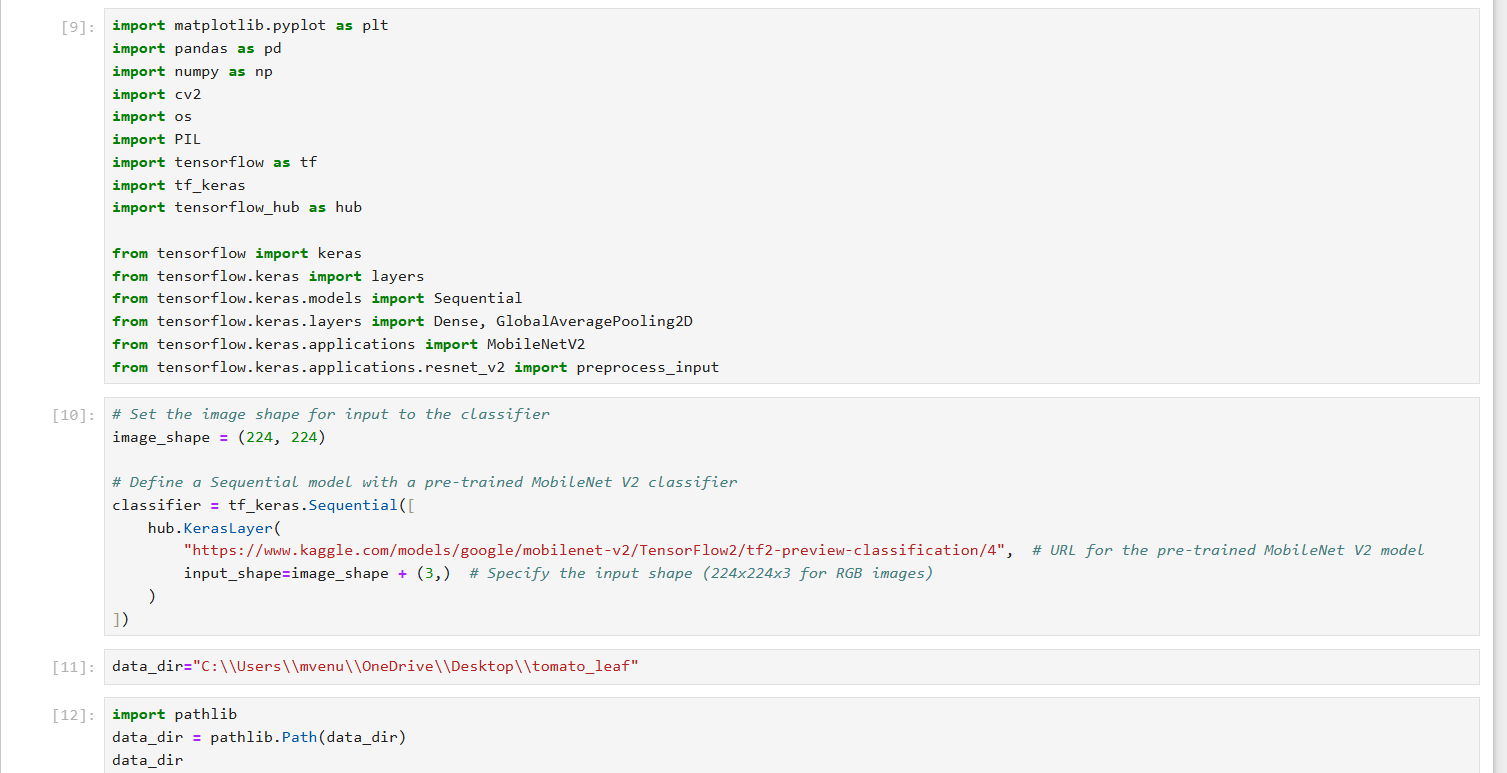 [9]:
import matplotlib.pyplot as plt
import pandas as pd
import numpy as np
import cv2
import os
import PIL
import tensorflow as tf
import tf_keras
import tensorflow_hub as hub

from tensorflow import keras
from tensorflow.keras import layers
from tensorflow.keras.models import Sequential
from tensorflow.keras.layers import Dense, GlobalAveragePooling2D
from tensorflow.keras.applications import MobileNetV2
from tensorflow.keras.applications.resnet_v2 import preprocess_input
[10]:
# Set the image shape for input to the classifier
image_shape = (224, 224)

# Define a Sequential model with a pre-trained MobileNet V2 classifier
classifier = tf_keras.Sequential([
    hub.KerasLayer(
        "https://www.kaggle.com/models/google/mobilenet-v2/TensorFlow2/tf2-preview-classification/4",  # URL for the pre-trained MobileNet V2 model
        input_shape=image_shape + (3,)  # Specify the input shape (224x224x3 for RGB images)
    )
])
[11]:
data_dir="C:\\Users\\mvenu\\OneDrive\\Desktop\\tomato_leaf"
[12]:
import pathlib
data_dir = pathlib.Path(data_dir)
data_dir